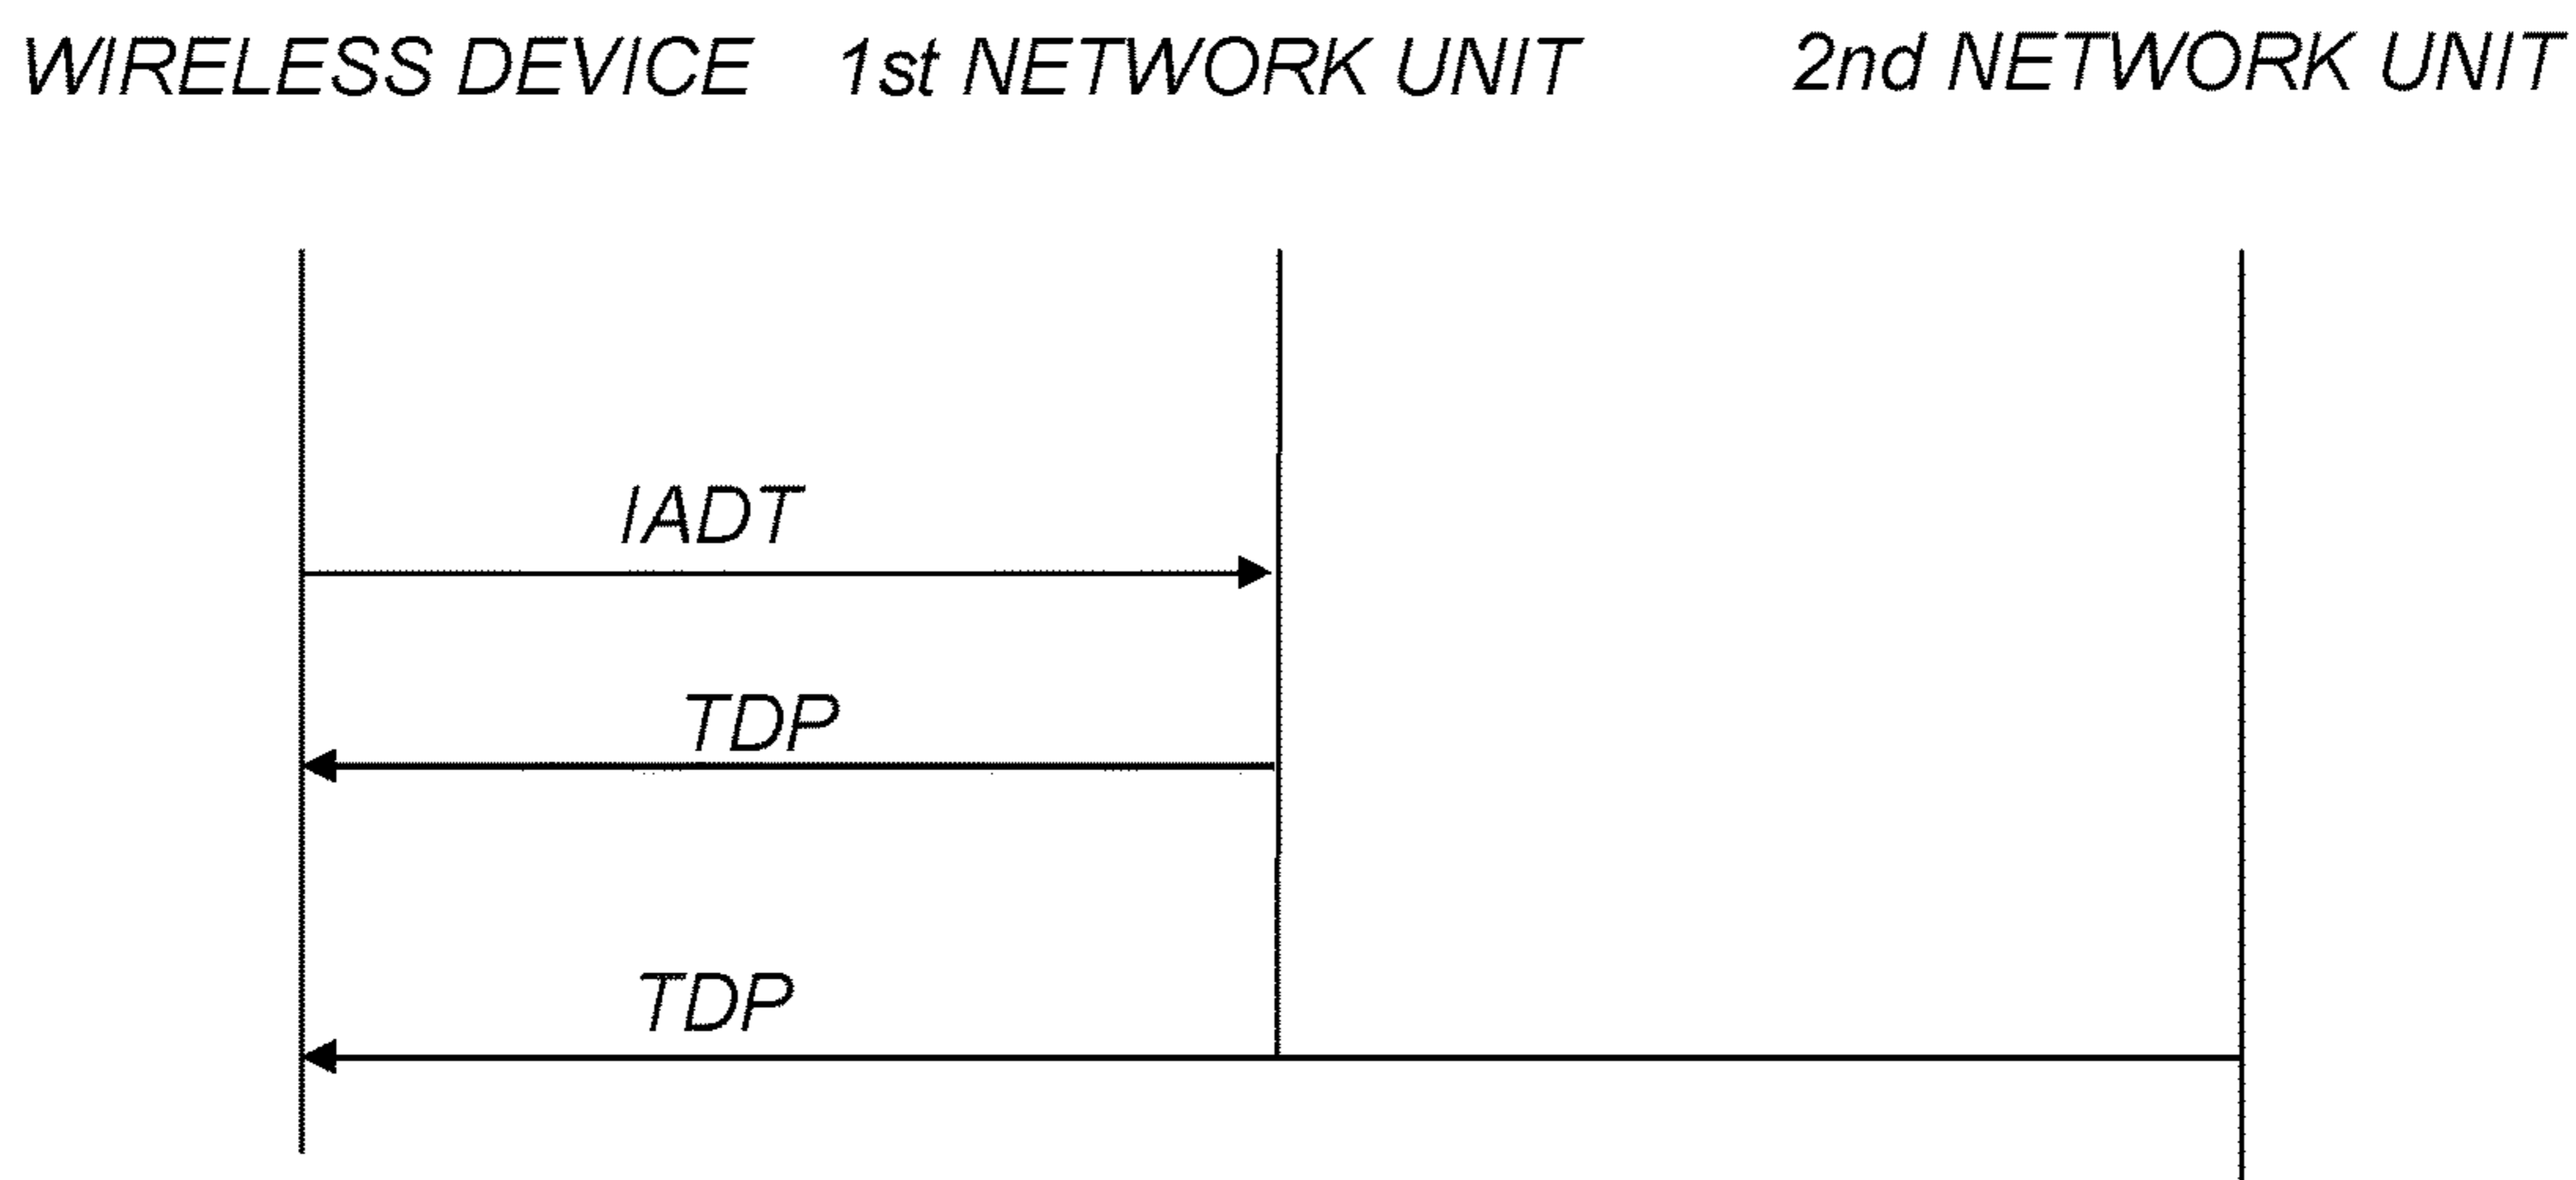 WIRELESS DEVICE 1st NETWORK UNIT 2nd NETWORK UNIT
IADT
TDP
TDP